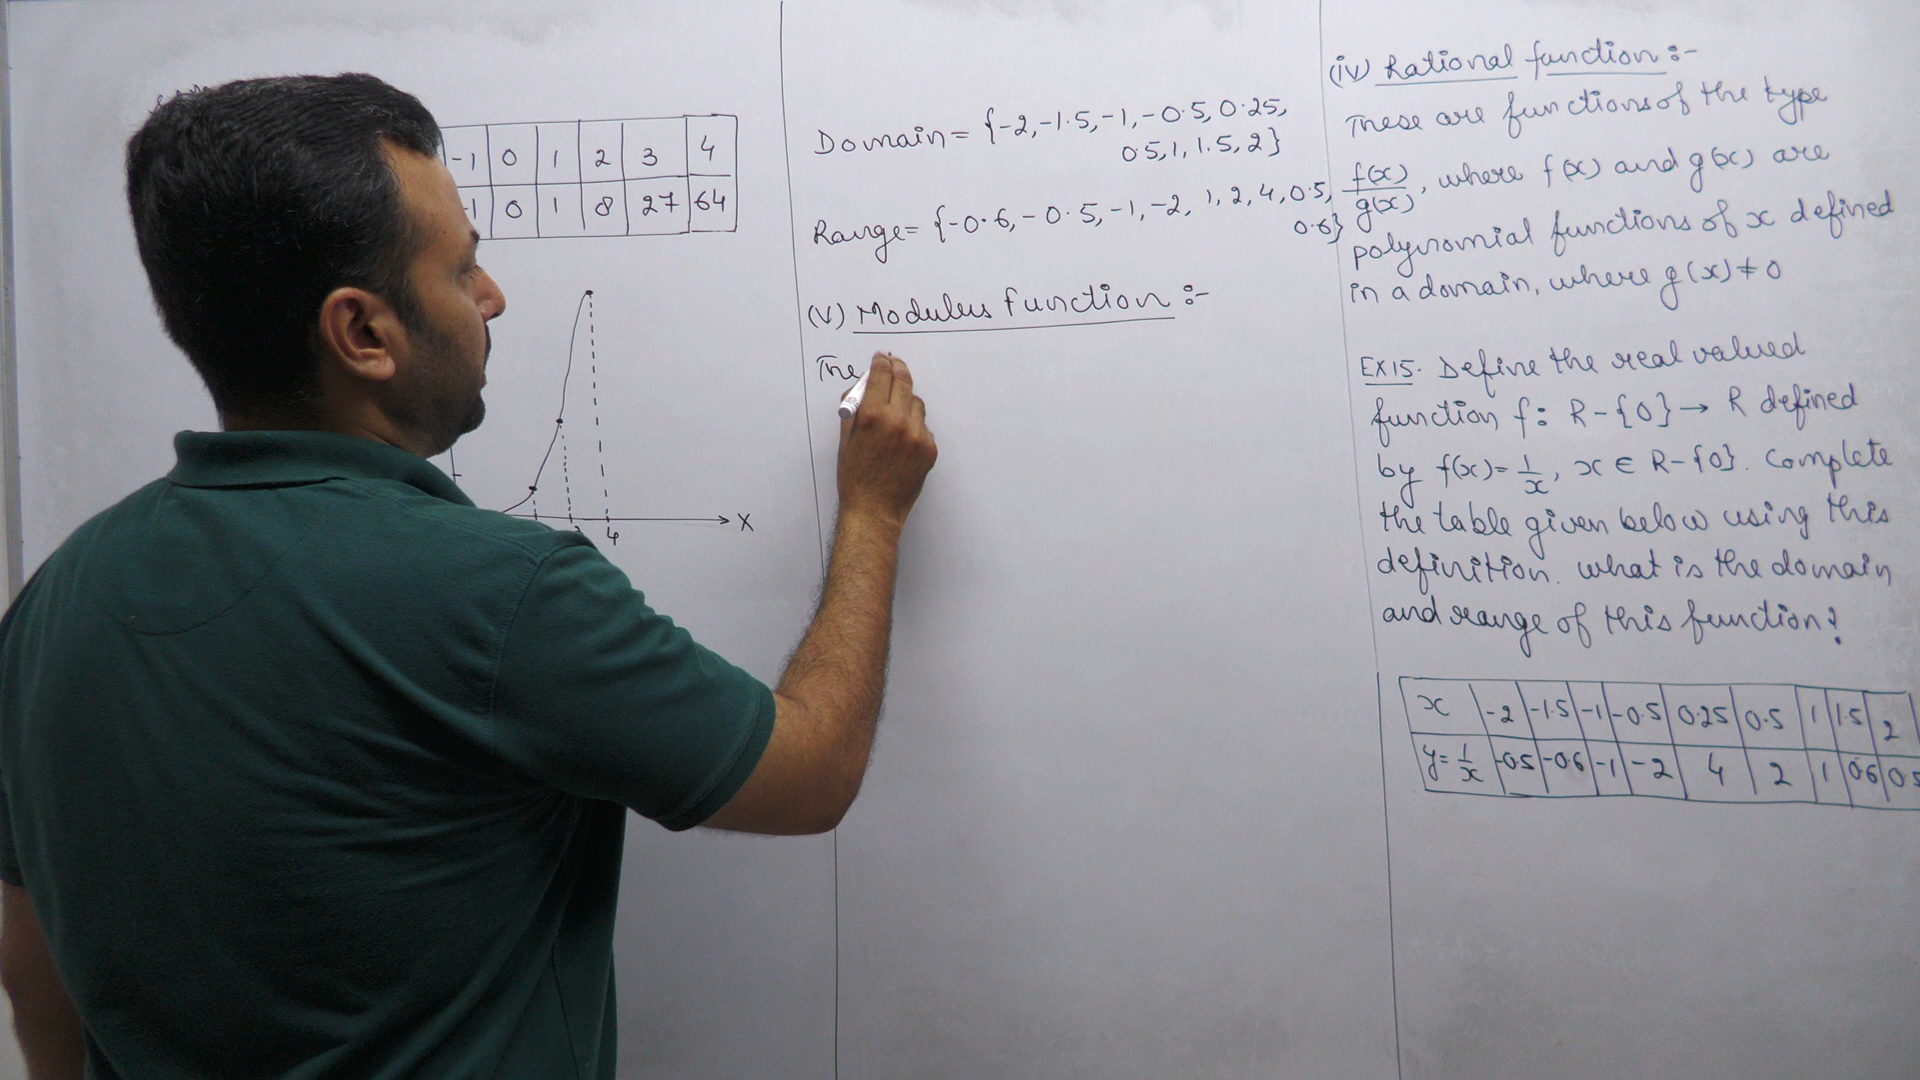 -1 0 1 2 3 4
-1 0 1 8 27 64
X
4
Domain= {-2,-1.5,-1,-0.5,0.25,
0.5,1,1.5,2}
Range= {-0.6,-0.5,-1,-2, 1,2,4,0.5,
0.6}
(V) Modulus function :-
The
(iv) Rational function :-
These are functions of the type
f(x)/g(x), where f(x) and g(x) are
polynomial functions of x defined
in a domain, where g(x)≠0
EX15. Define the real valued
function f: R-{0}→ R defined
by f(x)=1/x, x∈ R-{0}. Complete
the table given below using this
definition. what is the domain
and range of this function?
x -2 -1.5 -1 -0.5 0.25 0.5 1 1.5 2
y=1/x -0.5 -0.6 -1 -2 4 2 1 0.6 0.5